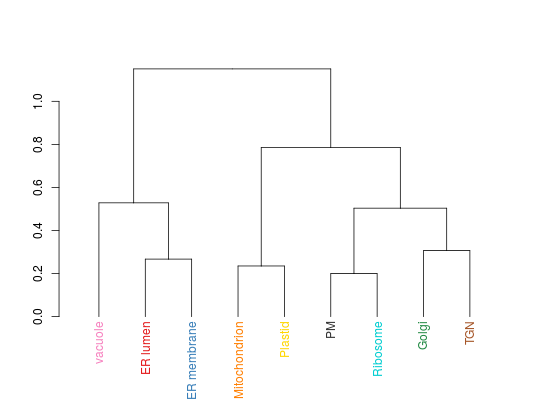 1.0
0.8
0.6
0.4
0.2
0.0
vacuole
ER lumen
ER membrane
Mitochondrion
Plastid
PM
Ribosome
Golgi
TGN